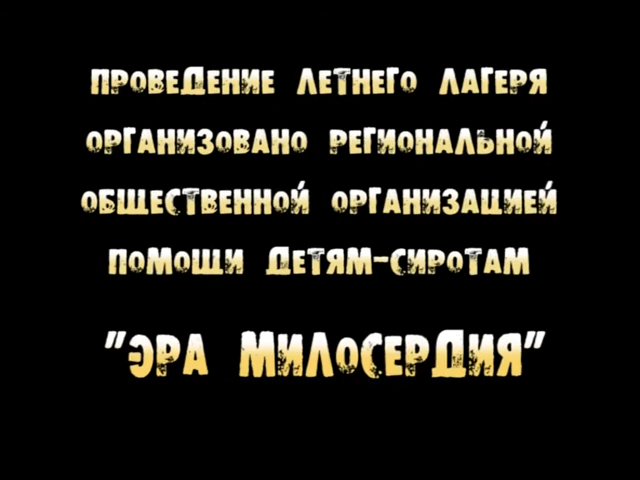 ПРОВЕДЕНИЕ ЛЕТНЕГО ЛАГЕРЯ
ОРГАНИЗОВАНО РЕГИОНАЛЬНОЙ
ОБЩЕСТВЕННОЙ ОРГАНИЗАЦИЕЙ
ПОМОЩИ ДЕТЯМ-СИРОТАМ
"ЭРА МИЛОСЕРДИЯ"